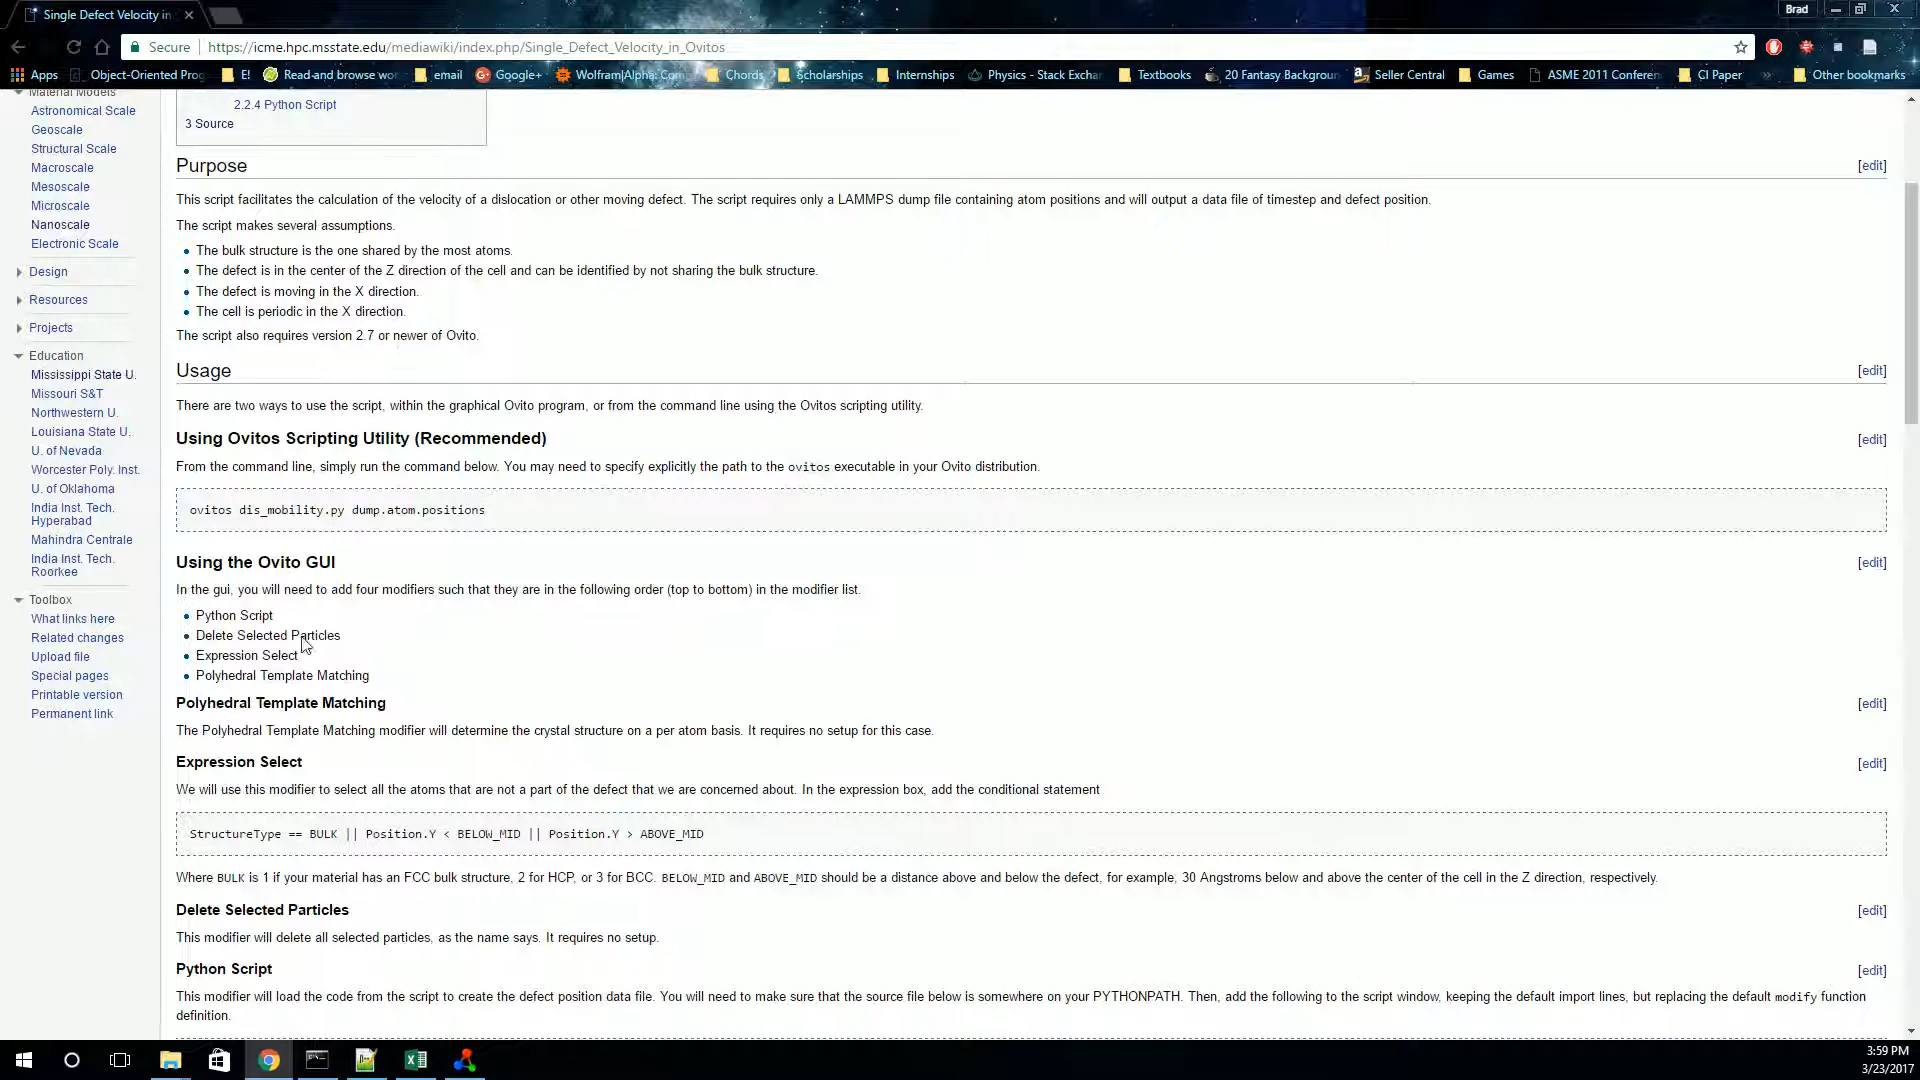 Single Defect Velocity in
Brad
Secure
https://icme.hpc.msstate.edu/mediawiki/index.php/Single_Defect_Velocity_in_Ovitos
Apps
Object-Oriented Prog
E!
Read and browse wor
email
Google+
Wolfram|Alpha: Com
Chords
Scholarships
Internships
Physics - Stack Exchan
Textbooks
20 Fantasy Backgroun
Seller Central
Games
ASME 2011 Conferen
CI Paper
Other bookmarks
Material Models
Astronomical Scale
Geoscale
Structural Scale
Macroscale
Mesoscale
Microscale
Nanoscale
Electronic Scale
Design
Resources
Projects
Education
Mississippi State U.
Missouri S&T
Northwestern U.
Louisiana State U.
U. of Nevada
Worcester Poly. Inst.
U. of Oklahoma
India Inst. Tech.
Hyperabad
Mahindra Centrale
India Inst. Tech.
Roorkee
Toolbox
What links here
Related changes
Upload file
Special pages
Printable version
Permanent link
2.2.4 Python Script
3 Source
Purpose [edit]
This script facilitates the calculation of the velocity of a dislocation or other moving defect. The script requires only a LAMMPS dump file containing atom positions and will output a data file of timestep and defect position.
The script makes several assumptions.
The bulk structure is the one shared by the most atoms.
The defect is in the center of the Z direction of the cell and can be identified by not sharing the bulk structure.
The defect is moving in the X direction.
The cell is periodic in the X direction.
The script also requires version 2.7 or newer of Ovito.
Usage [edit]
There are two ways to use the script, within the graphical Ovito program, or from the command line using the Ovitos scripting utility.
Using Ovitos Scripting Utility (Recommended) [edit]
From the command line, simply run the command below. You may need to specify explicitly the path to the ovitos executable in your Ovito distribution.
ovitos dis_mobility.py dump.atom.positions
Using the Ovito GUI [edit]
In the gui, you will need to add four modifiers such that they are in the following order (top to bottom) in the modifier list.
Python Script
Delete Selected Particles
Expression Select
Polyhedral Template Matching
Polyhedral Template Matching [edit]
The Polyhedral Template Matching modifier will determine the crystal structure on a per atom basis. It requires no setup for this case.
Expression Select [edit]
We will use this modifier to select all the atoms that are not a part of the defect that we are concerned about. In the expression box, add the conditional statement
StructureType == BULK || Position.Y < BELOW_MID || Position.Y > ABOVE_MID
Where BULK is 1 if your material has an FCC bulk structure, 2 for HCP, or 3 for BCC. BELOW_MID and ABOVE_MID should be a distance above and below the defect, for example, 30 Angstroms below and above the center of the cell in the Z direction, respectively.
Delete Selected Particles [edit]
This modifier will delete all selected particles, as the name says. It requires no setup.
Python Script [edit]
This modifier will load the code from the script to create the defect position data file. You will need to make sure that the source file below is somewhere on your PYTHONPATH. Then, add the following to the script window, keeping the default import lines, but replacing the default modify function
definition.
3:59 PM
3/23/2017